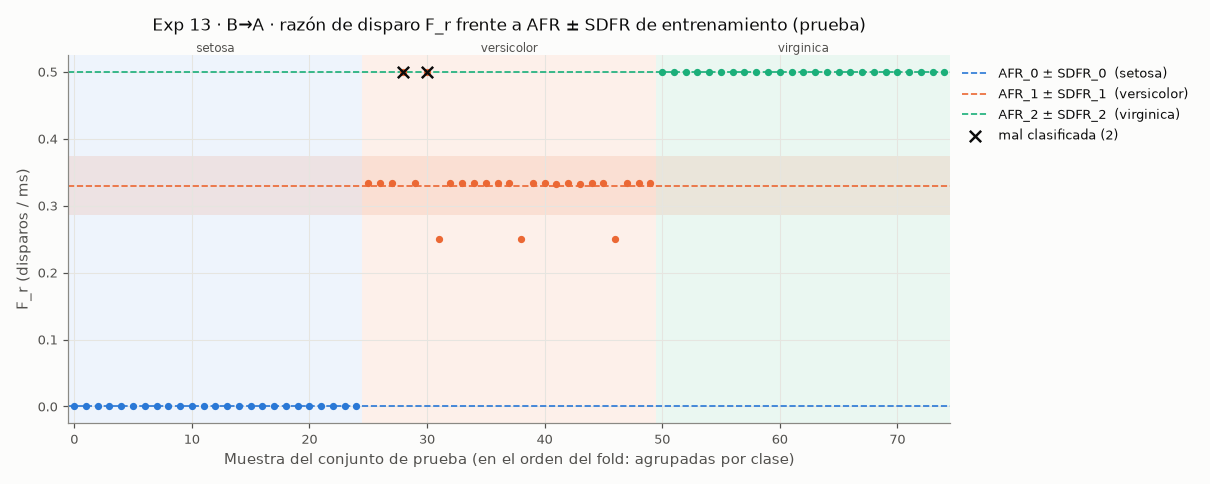 Exp 13 · B→A · razón de disparo F_r frente a AFR ± SDFR de entrenamiento (prueba)
setosa
versicolor
virginica
0.5
0.4
0.3
0.2
0.1
0.0
F_r (disparos / ms)
0
10
20
30
40
50
60
70
Muestra del conjunto de prueba (en el orden del fold: agrupadas por clase)
AFR_0 ± SDFR_0 (setosa)
AFR_1 ± SDFR_1 (versicolor)
AFR_2 ± SDFR_2 (virginica)
mal clasificada (2)